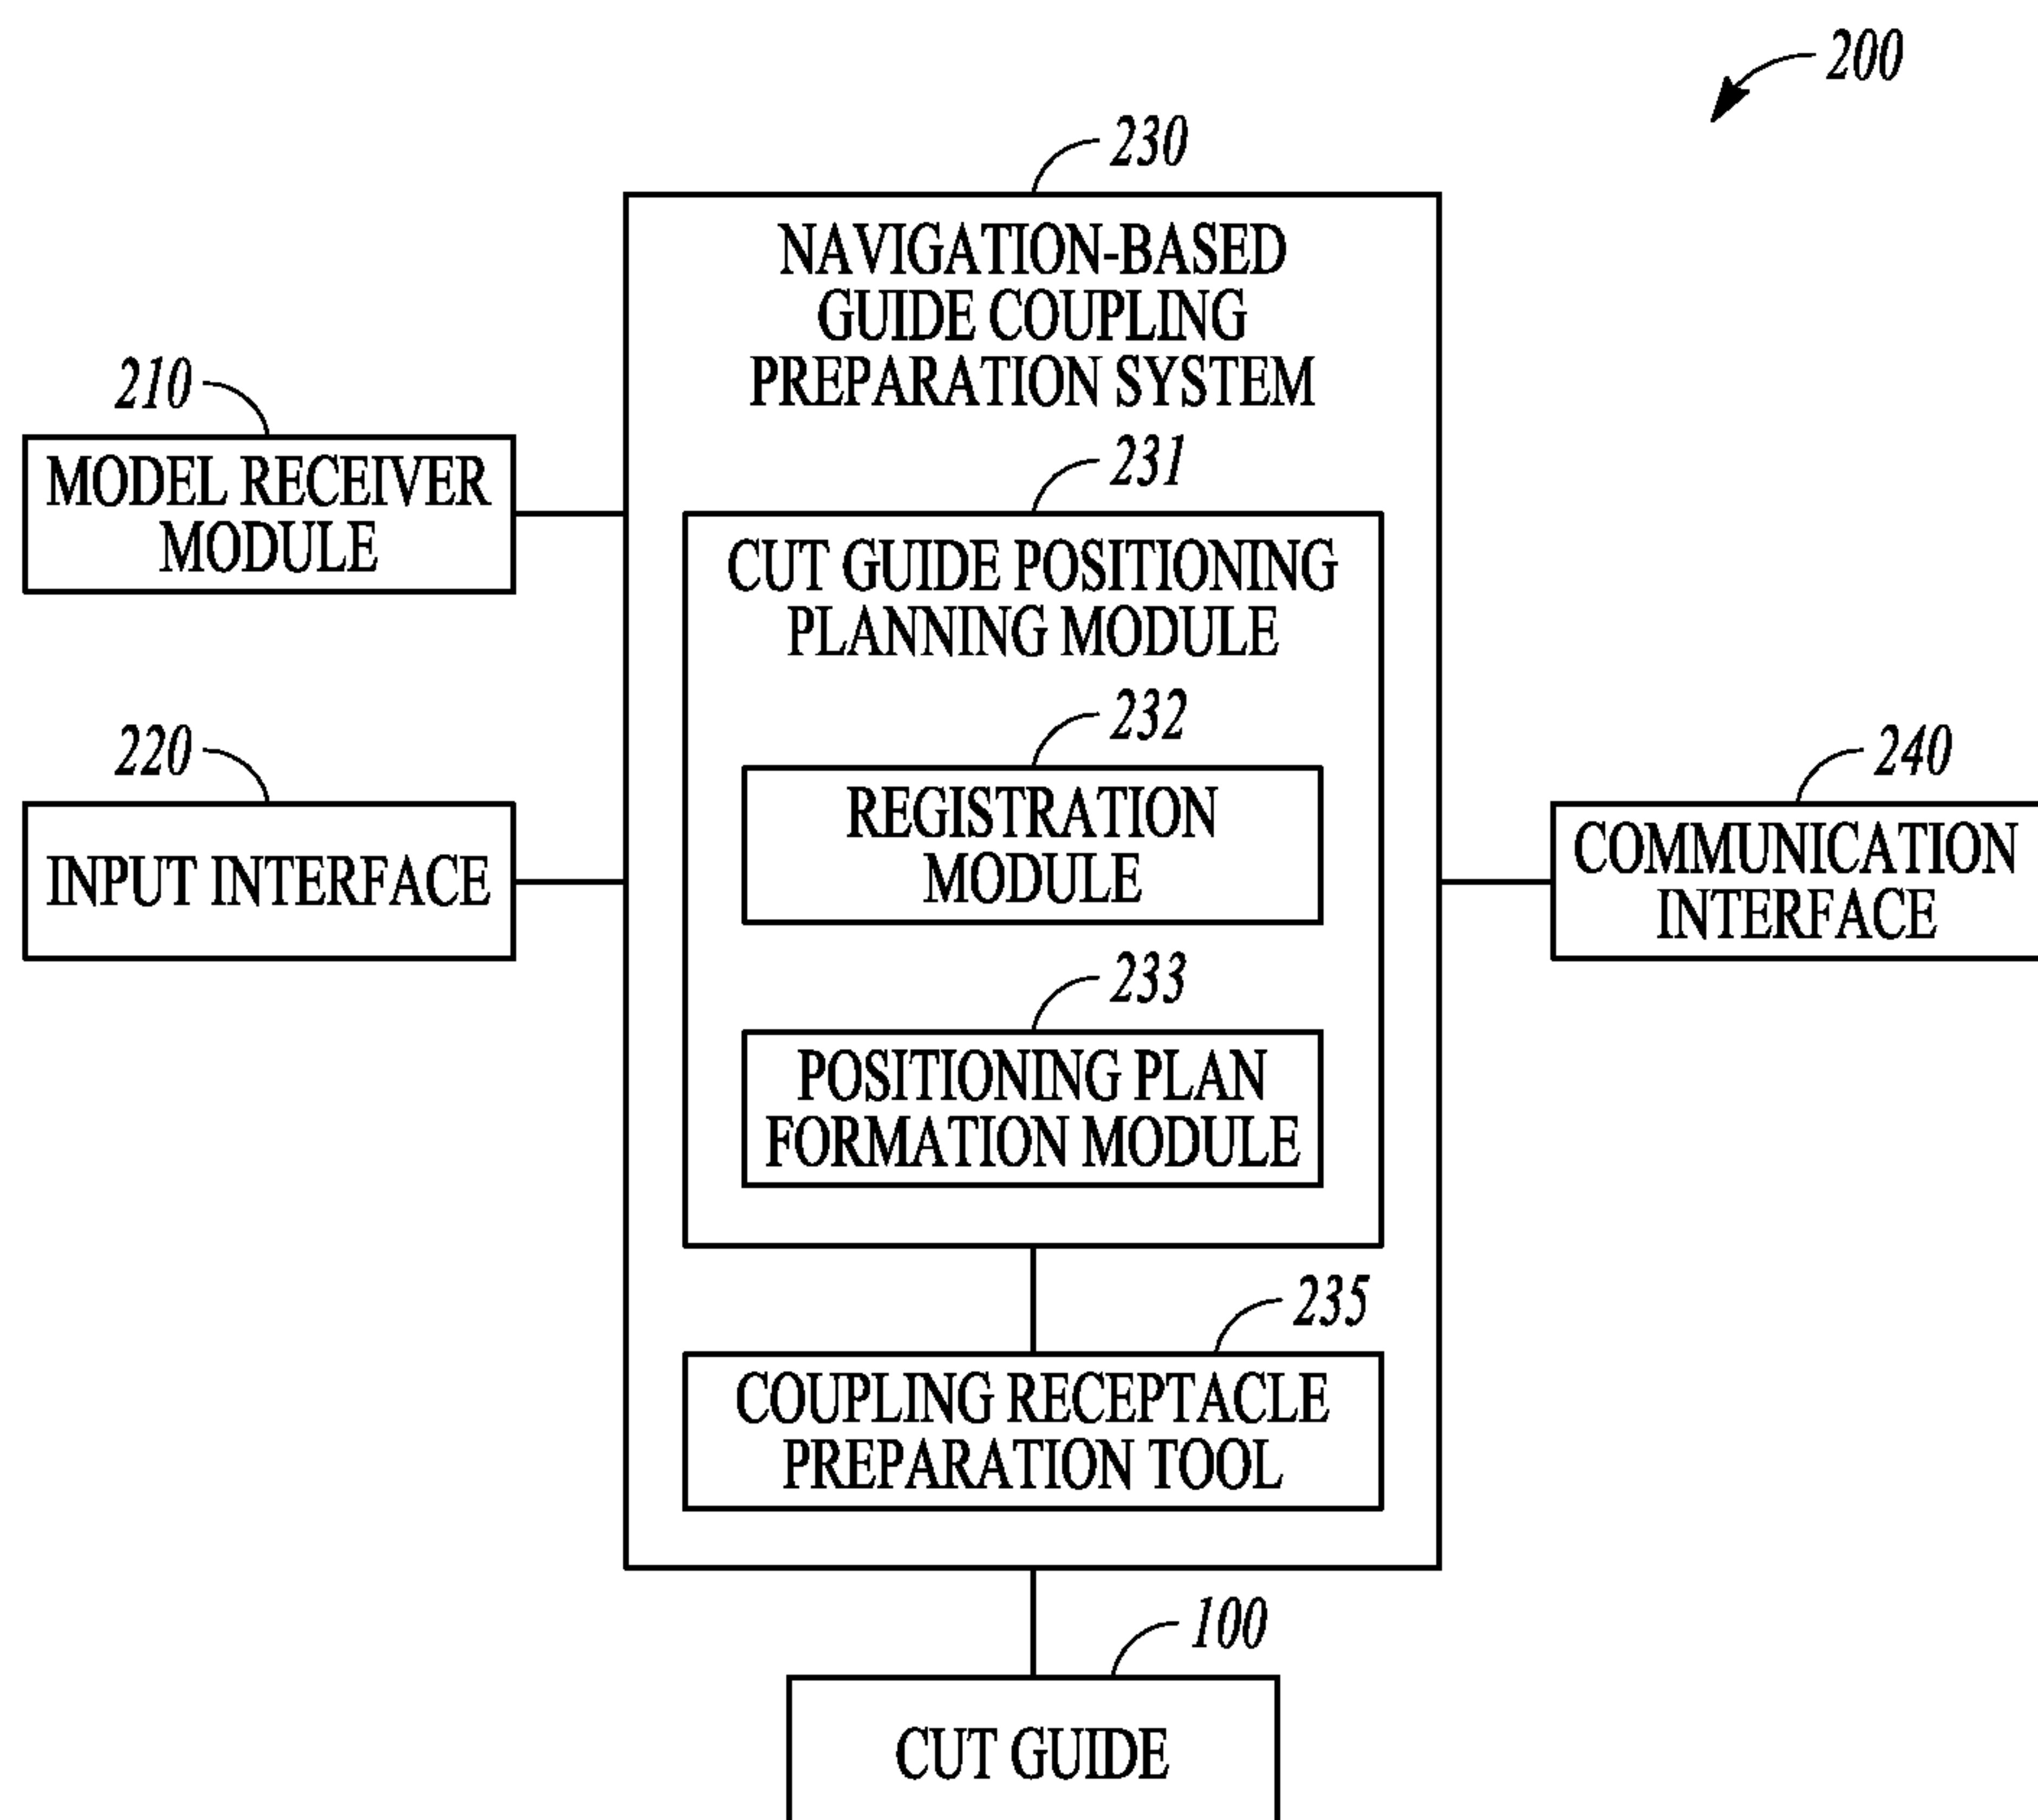 200
230
NAVIGATION-BASED
GUIDE COUPLING
PREPARATION SYSTEM
210
MODEL RECEIVER
MODULE
231
CUT GUIDE POSITIONING
PLANNING MODULE
232
REGISTRATION
MODULE
220
INPUT INTERFACE
240
COMMUNICATION
INTERFACE
233
POSITIONING PLAN
FORMATION MODULE
235
COUPLING RECEPTACLE
PREPARATION TOOL
100
CUT GUIDE